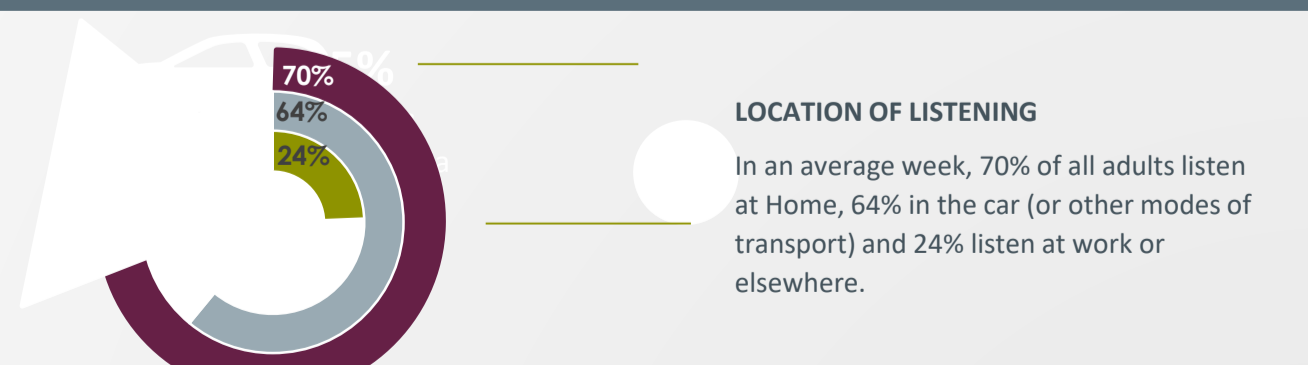 70%
64%
24%
LOCATION OF LISTENING
In an average week, 70% of all adults listen
at Home, 64% in the car (or other modes of
transport) and 24% listen at work or
elsewhere.